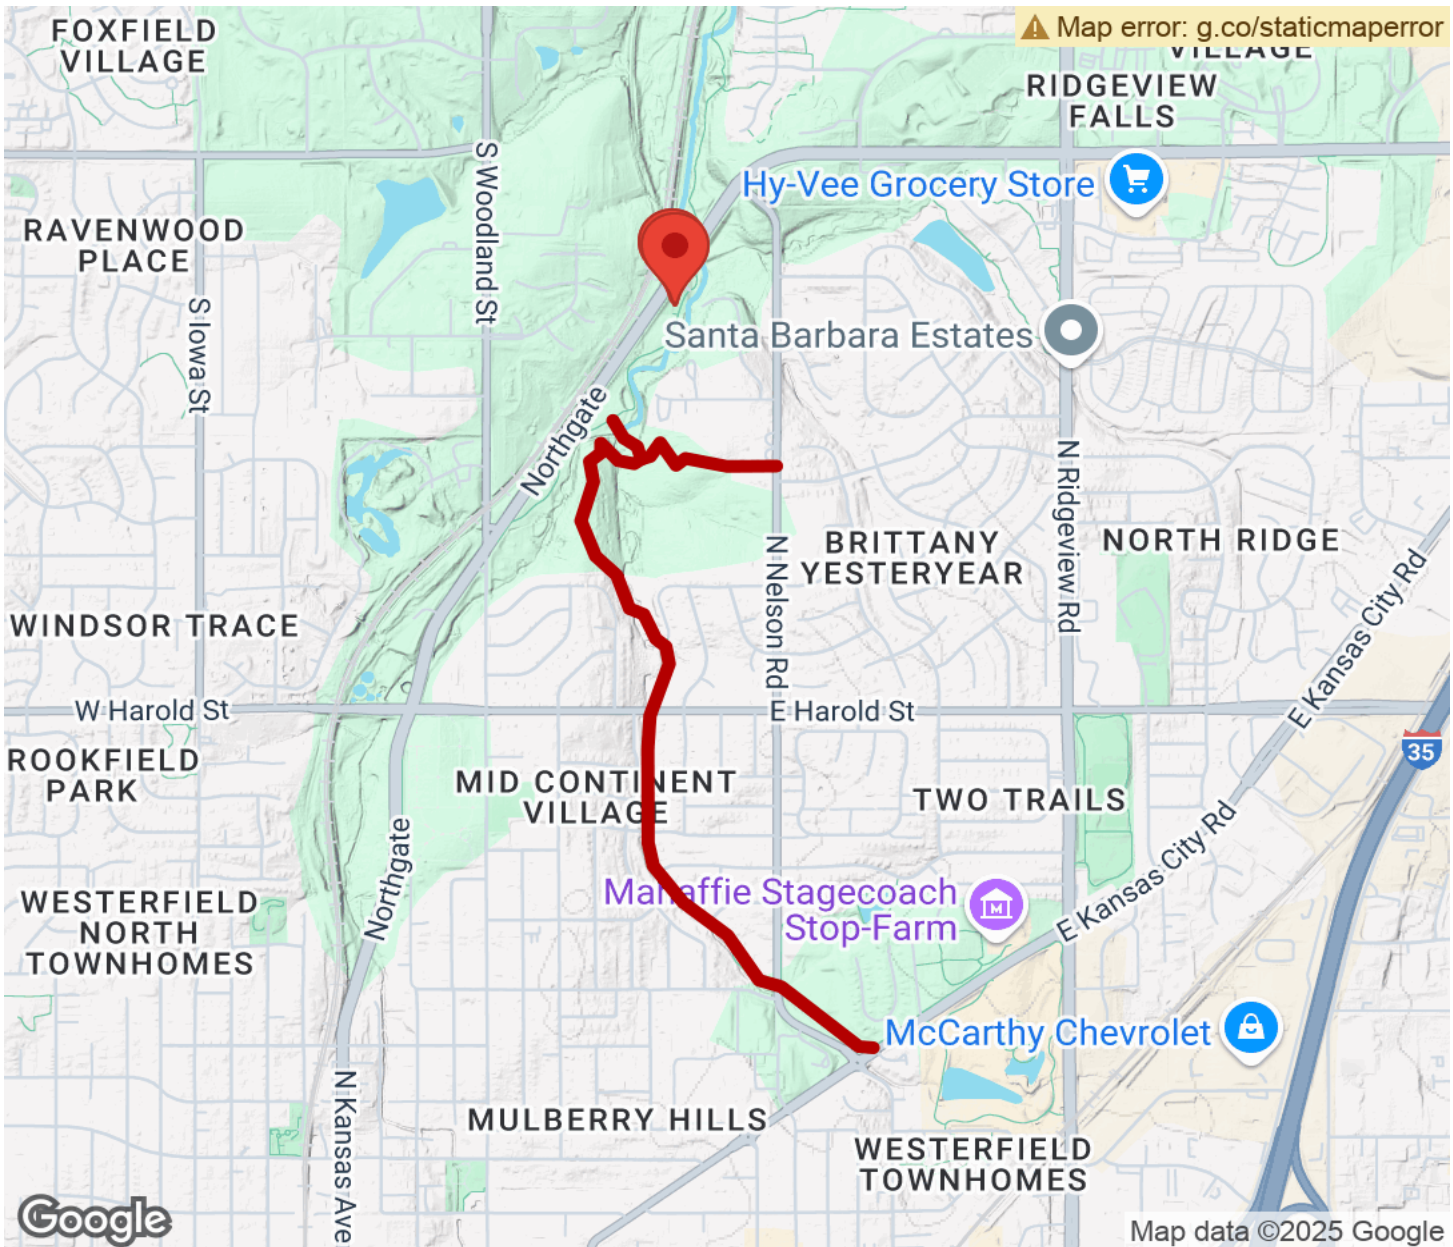 Map error: g.co/staticmaperror
FOXFIELD
VILLAGE
VILLAGE
RIDGEVIEW
FALLS
S Woodland St
Hy-Vee Grocery Store
RAVENWOOD
PLACE
S Iowa St
Santa Barbara Estates
Northgate
N Ridgeview Rd
N Nelson Rd
BRITTANY
YESTERYEAR
NORTH RIDGE
E Kansas City Rd
WINDSOR TRACE
W Harold St
E Harold St
35
ROOKFIELD
PARK
MID CONTINENT
VILLAGE
TWO TRAILS
E Kansas City Rd
Northgate
Mahaffie Stagecoach
Stop-Farm
M
WESTERFIELD
NORTH
TOWNHOMES
McCarthy Chevrolet
N Kansas Ave
MULBERRY HILLS
WESTERFIELD
TOWNHOMES
Google
Map data ©2025 Google